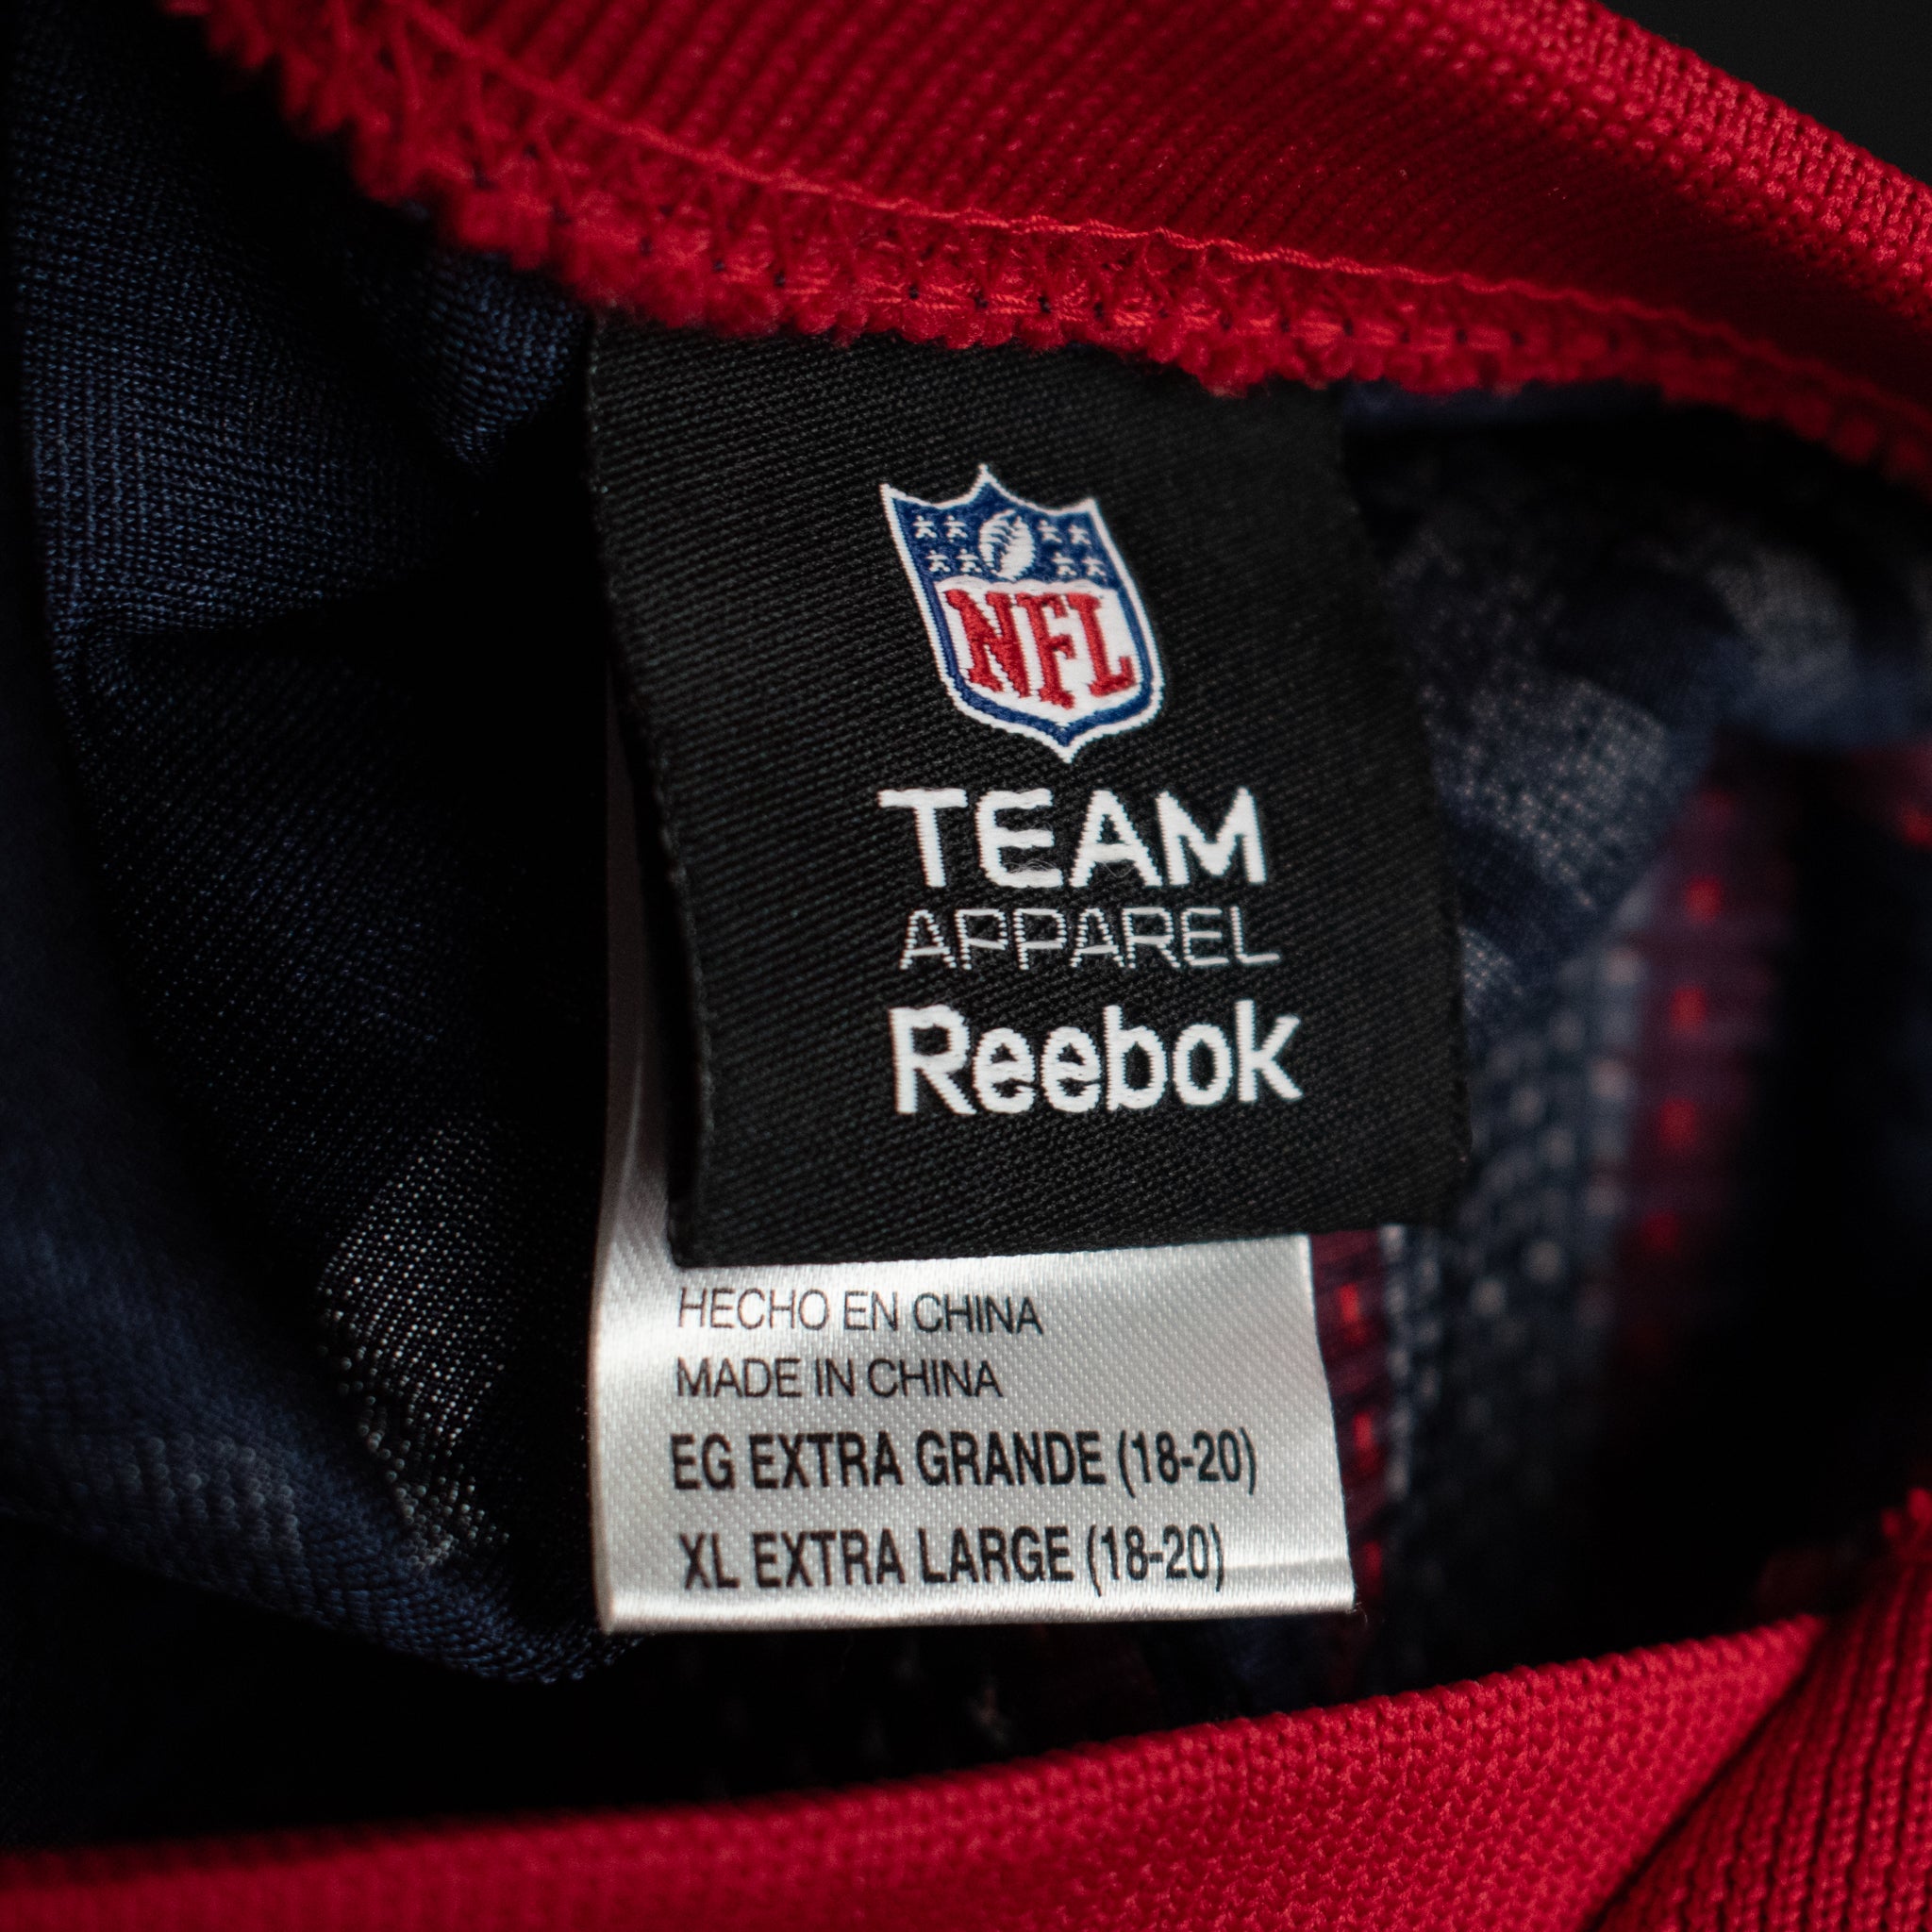 NFL
TEAM
APPAREL
Reebok
HECHO EN CHINA
MADE IN CHINA
EG EXTRA GRANDE (18-20)
XL EXTRA LARGE (18-20)